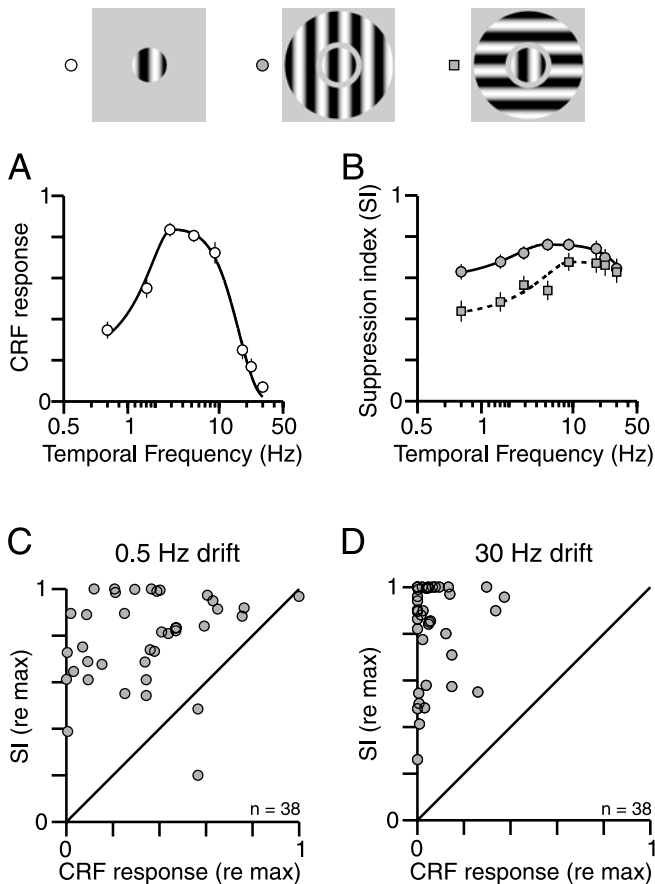 A
B
1
CRF response
0
0.5
1
10
50
Temporal Frequency (Hz)
1
Suppression index (SI)
0
0.5
1
10
50
Temporal Frequency (Hz)
C
0.5 Hz drift
D
30 Hz drift
1
SI (re max)
0
n = 38
0
1
CRF response (re max)
1
SI (re max)
0
n = 38
0
1
CRF response (re max)